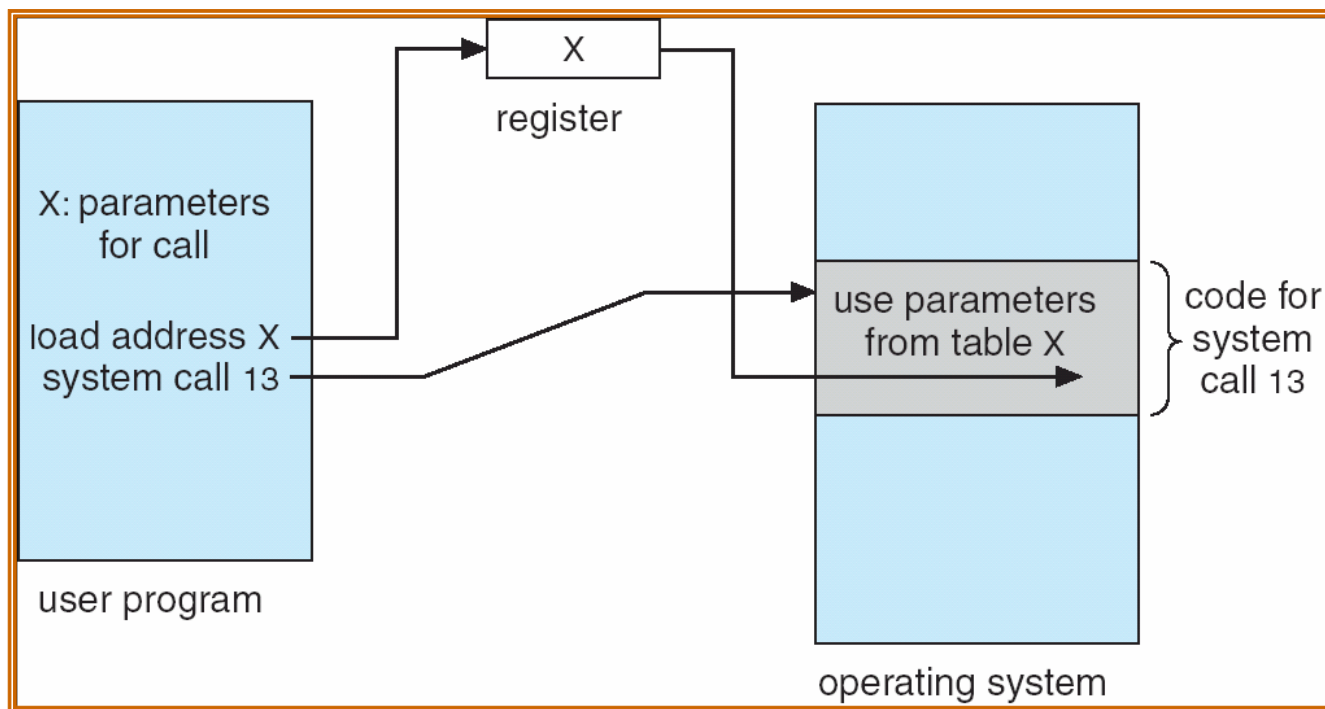 X
register
X: parameters
for call
load address X
system call 13
user program
use parameters
from table X
code for
system
call 13
operating system